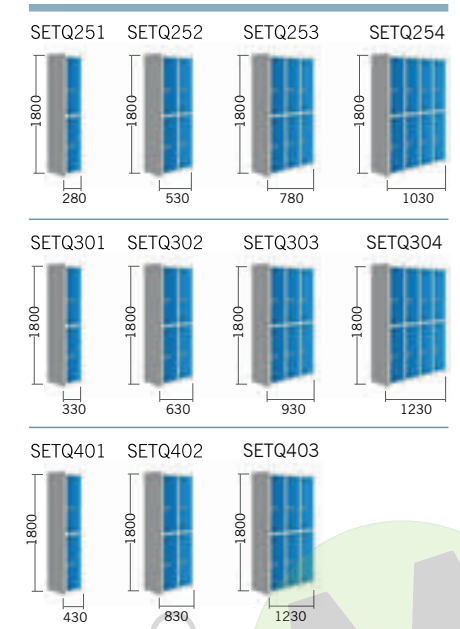 SETQ251 SETQ252 SETQ253 SETQ254
1800 1800 1800 1800
280 530 780 1030
SETQ301 SETQ302 SETQ303 SETQ304
1800 1800 1800 1800
330 630 930 1230
SETQ401 SETQ402 SETQ403
1800 1800 1800
430 830 1230